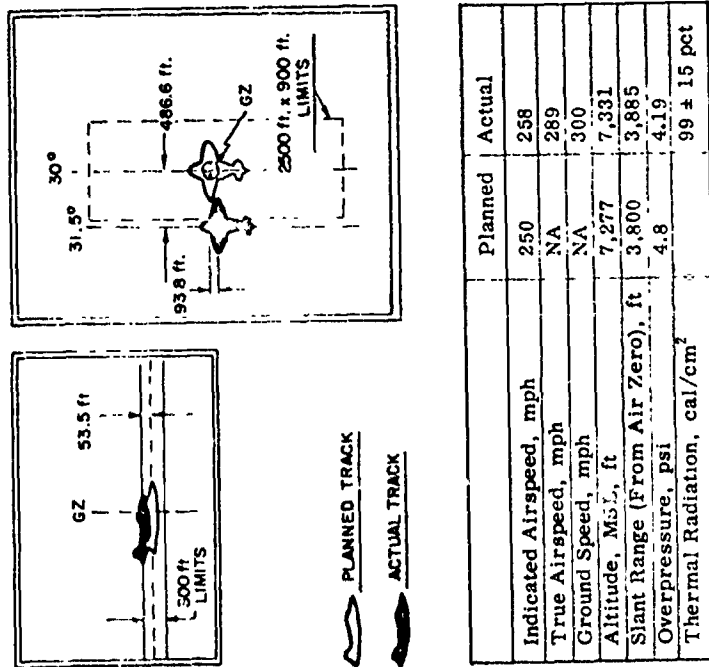 GZ
53.5 ft
300 ft
LIMITS
31.5°
30°
93.8 ft.
486.6 ft.
GZ
2500 ft. x 900 ft.
LIMITS
PLANNED TRACK
ACTUAL TRACK
Planned Actual
Indicated Airspeed, mph 250 258
True Airspeed, mph NA 289
Ground Speed, mph NA 300
Altitude, MSL, ft 7,277 7,331
Slant Range (From Air Zero), ft 3,800 3,885
Overpressure, psi 4.8 4.19
Thermal Radiation, cal/cm² 99 ± 15 pct